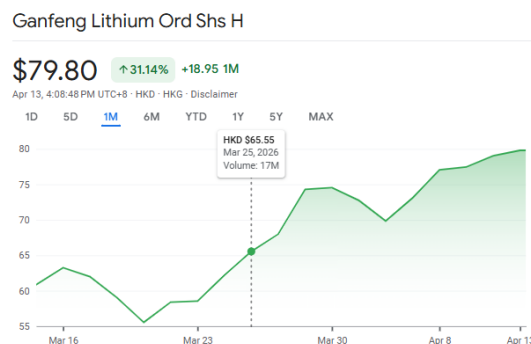 Ganfeng Lithium Ord Shs H
$79.80 ↑31.14% +18.95 1M
Apr 13, 4:08:48 PM UTC+8 · HKD · HKG · Disclaimer
1D 5D 1M 6M YTD 1Y 5Y MAX
HKD $65.55
Mar 25, 2026
Volume: 17M
80
75
70
65
60
55
Mar 16 Mar 23 Mar 30 Apr 8 Apr 1